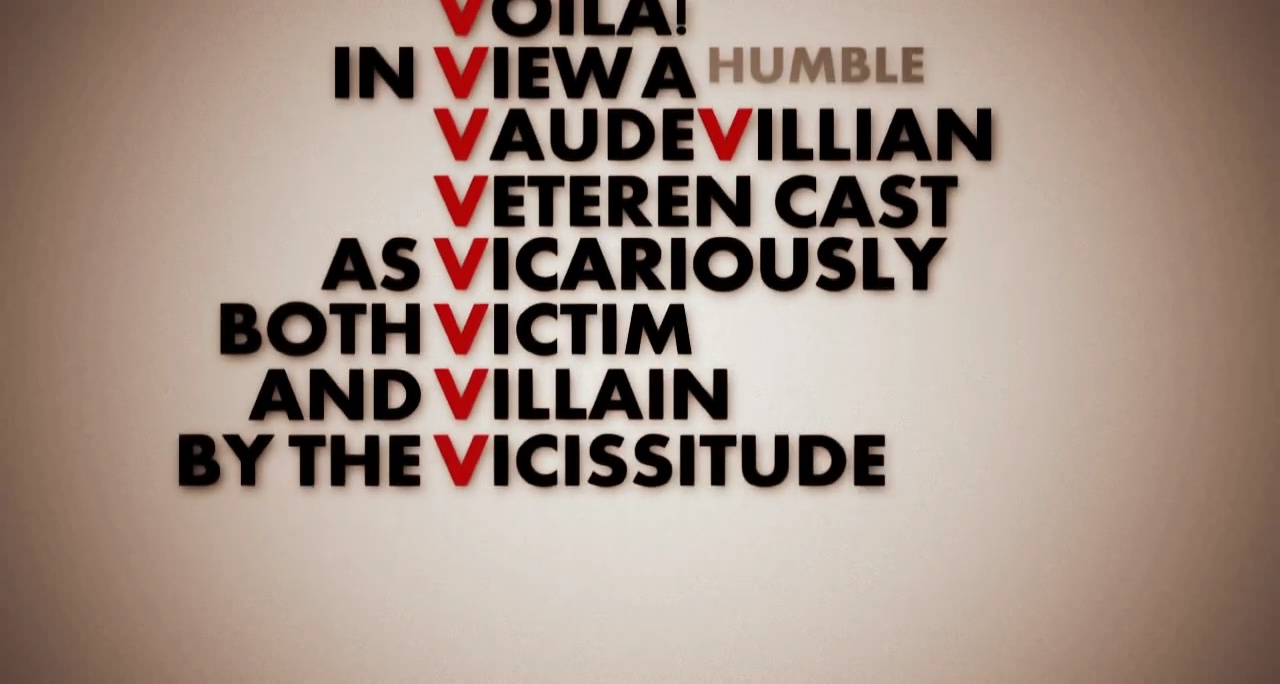 VOILA!
IN VIEW A HUMBLE
VAUDEVILLIAN
VETEREN CAST
AS VICARIOUSLY
BOTH VICTIM
AND VILLAIN
BY THE VICISSITUDE